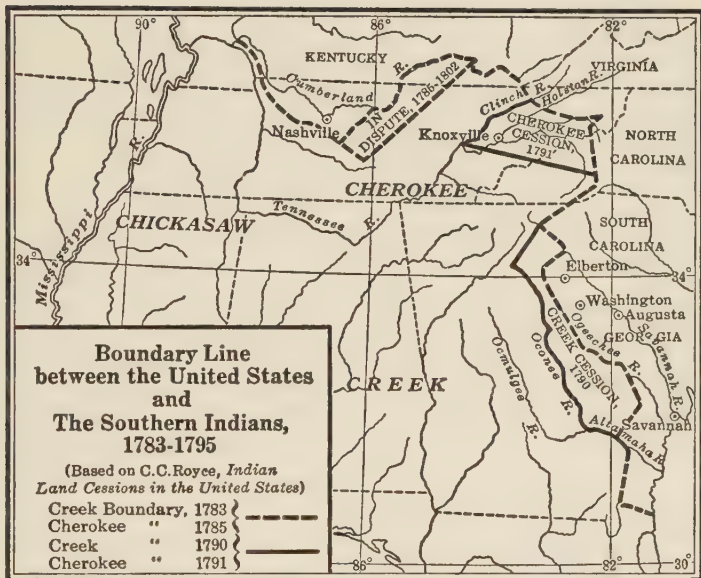 90
86
82
KENTUCKY
VIRGINIA
Cumberland
R.
Clinch R.
Holston R.
IN
DISPUTE, 1785-1802
Nashville
Knoxville
CHEROKEE
CESSION,
1791
NORTH
CAROLINA
CHEROKEE
CHICKASAW
Tennessee
R.
Mississippi
R.
SOUTH
CAROLINA
34°
34°
Elberton
Washington
Augusta
Ogeechee
R.
GEORGIA
Savannah R.
CREEK CESSION,
1790
Oconee
R.
Ocmulgee
R.
CREEK
Savannah
Altamaha R.
Boundary Line
between the United States
and
The Southern Indians,
1783-1795
(Based on C.C. Royce, Indian
Land Cessions in the United States)
Creek Boundary, 1783
Cherokee " 1785
Creek " 1790
Cherokee " 1791
86
82
30